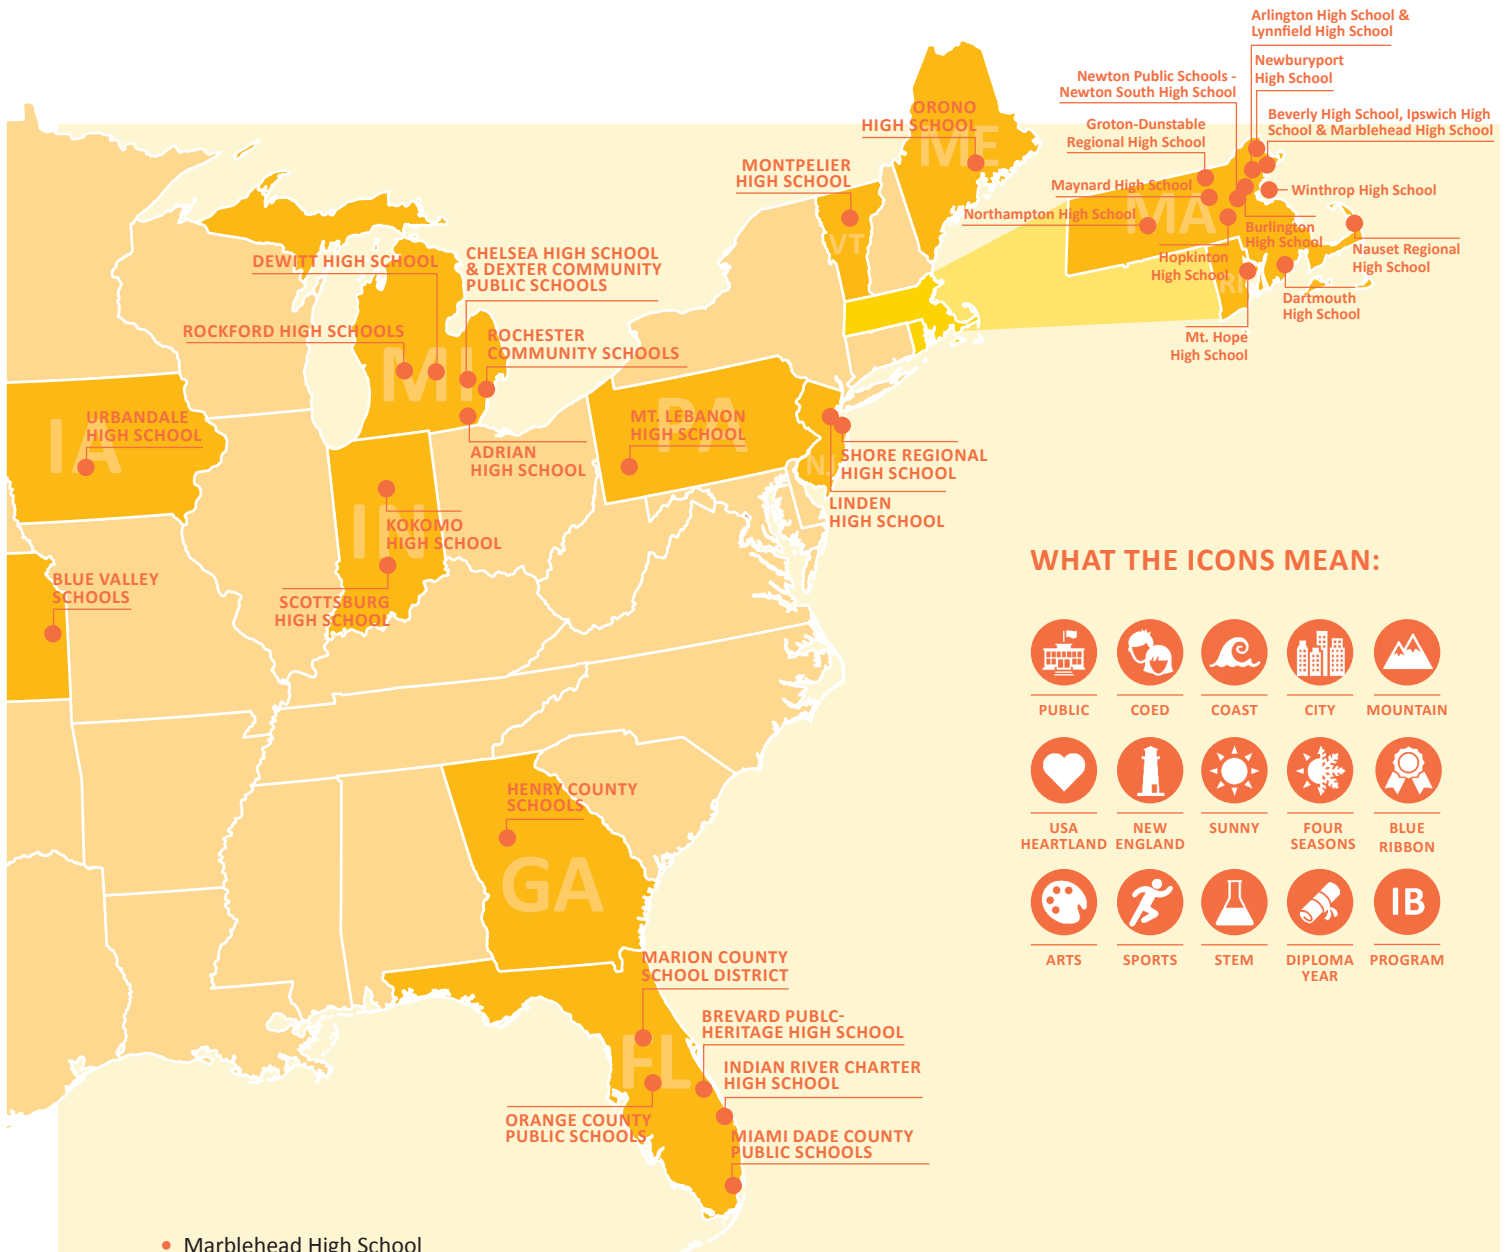 Arlington High School &
Lynnfield High School
Newburyport
High School
Newton Public Schools -
Newton South High School
Beverly High School, Ipswich High
School & Marblehead High School
Groton-Dunstable
Regional High School
Maynard High School
Winthrop High School
Northampton High School
MA
Burlington
High School
Nauset Regional
High School
Hopkinton
High School
RI
Dartmouth
High School
Mt. Hope
High School
ORONO
HIGH SCHOOL
ME
MONTPELIER
HIGH SCHOOL
VT
DEWITT HIGH SCHOOL
CHELSEA HIGH SCHOOL
& DEXTER COMMUNITY
PUBLIC SCHOOLS
ROCKFORD HIGH SCHOOLS
ROCHESTER
COMMUNITY SCHOOLS
MI
ADRIAN
HIGH SCHOOL
URBANDALE
HIGH SCHOOL
IA
MT. LEBANON
HIGH SCHOOL
PA
SHORE REGIONAL
HIGH SCHOOL
NJ
LINDEN
HIGH SCHOOL
KOKOMO
HIGH SCHOOL
IN
SCOTTSBURG
HIGH SCHOOL
BLUE VALLEY
SCHOOLS
HENRY COUNTY
SCHOOLS
GA
MARION COUNTY
SCHOOL DISTRICT
BREVARD PUBLC-
HERITAGE HIGH SCHOOL
FL
INDIAN RIVER CHARTER
HIGH SCHOOL
ORANGE COUNTY
PUBLIC SCHOOLS
MIAMI DADE COUNTY
PUBLIC SCHOOLS
WHAT THE ICONS MEAN:
PUBLIC
COED
COAST
CITY
MOUNTAIN
USA
HEARTLAND
NEW
ENGLAND
SUNNY
FOUR
SEASONS
BLUE
RIBBON
IB
ARTS
SPORTS
STEM
DIPLOMA
YEAR
PROGRAM
• Marblehead High School